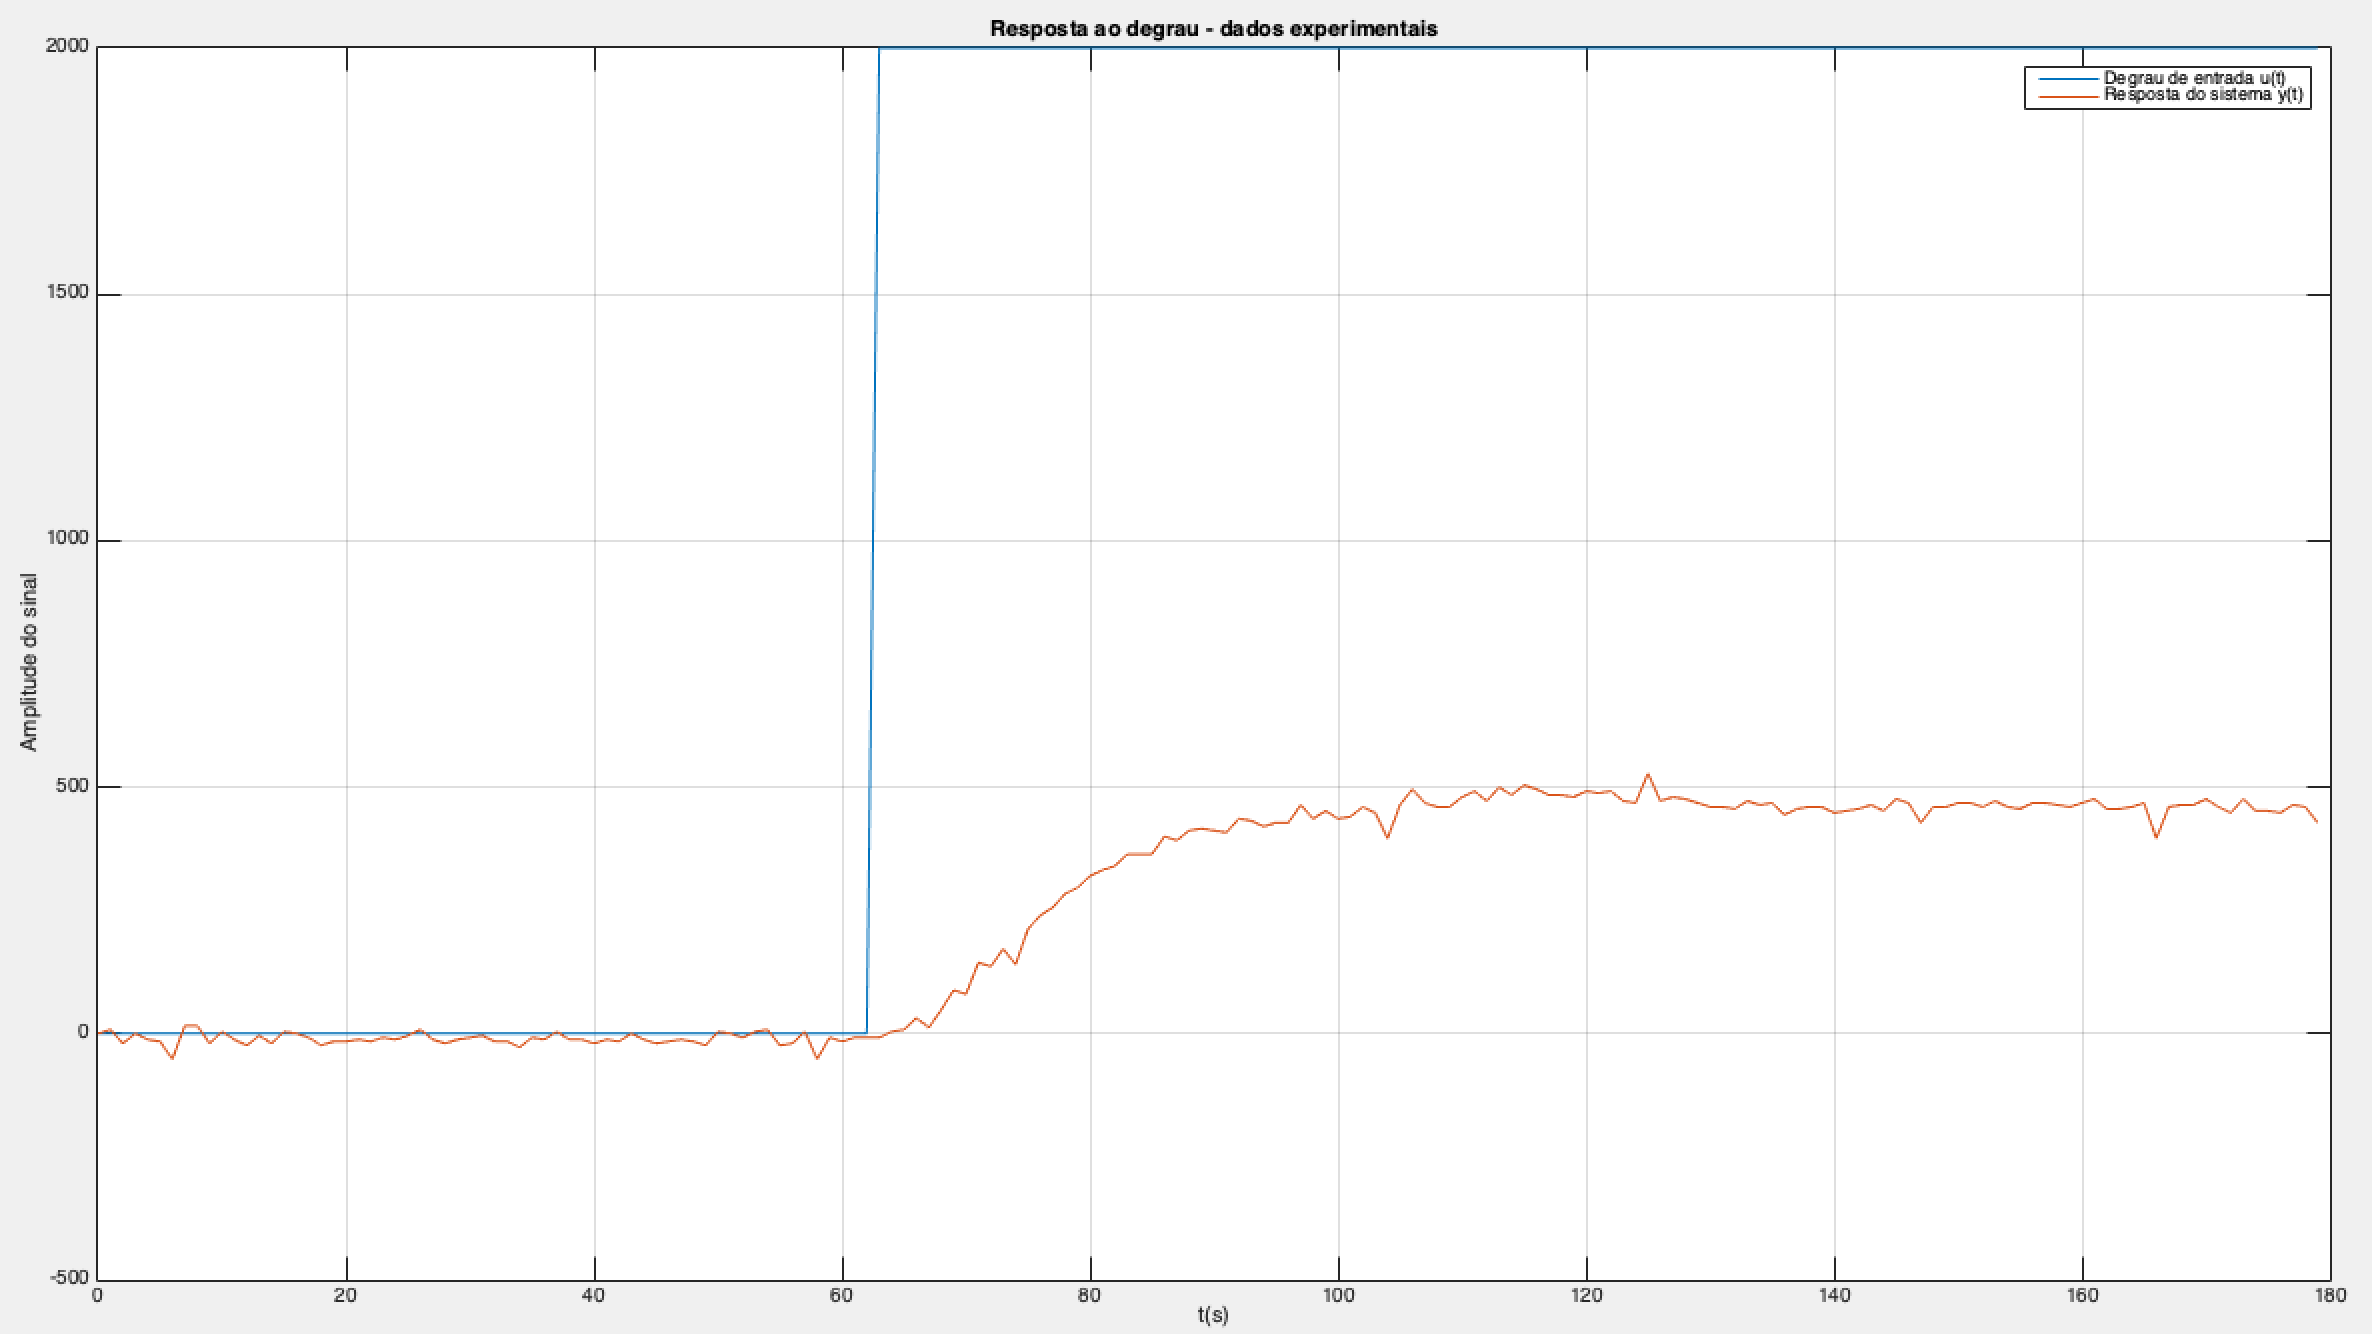 Resposta ao degrau - dados experimentais
2000
1500
1000
500
0
-500
Amplitude do sinal
Degrau de entrada u(t)
Resposta do sistema y(t)
0 20 40 60 80 100 120 140 160 180
t(s)